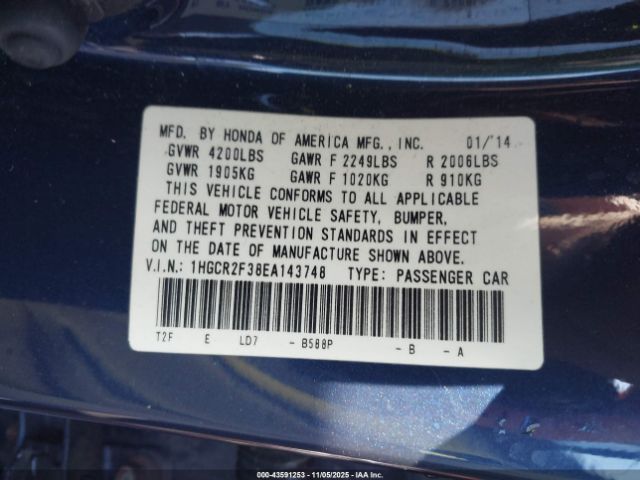 MFD. BY HONDA OF AMERICA MFG., INC. 01/'14
GVWR 4200LBS GAWR F 2249LBS R 2006LBS
GVWR 1905KG GAWR F 1020KG R 910KG
THIS VEHICLE CONFORMS TO ALL APPLICABLE
FEDERAL MOTOR VEHICLE SAFETY, BUMPER,
AND THEFT PREVENTION STANDARDS IN EFFECT
ON THE DATE OF MANUFACTURE SHOWN ABOVE.
V.I.N.: 1HGCR2F38EA143748 TYPE: PASSENGER CAR
T2F E LD7 - B588P - B - A
000-43591253 - 11/05/2025 - IAA Inc.